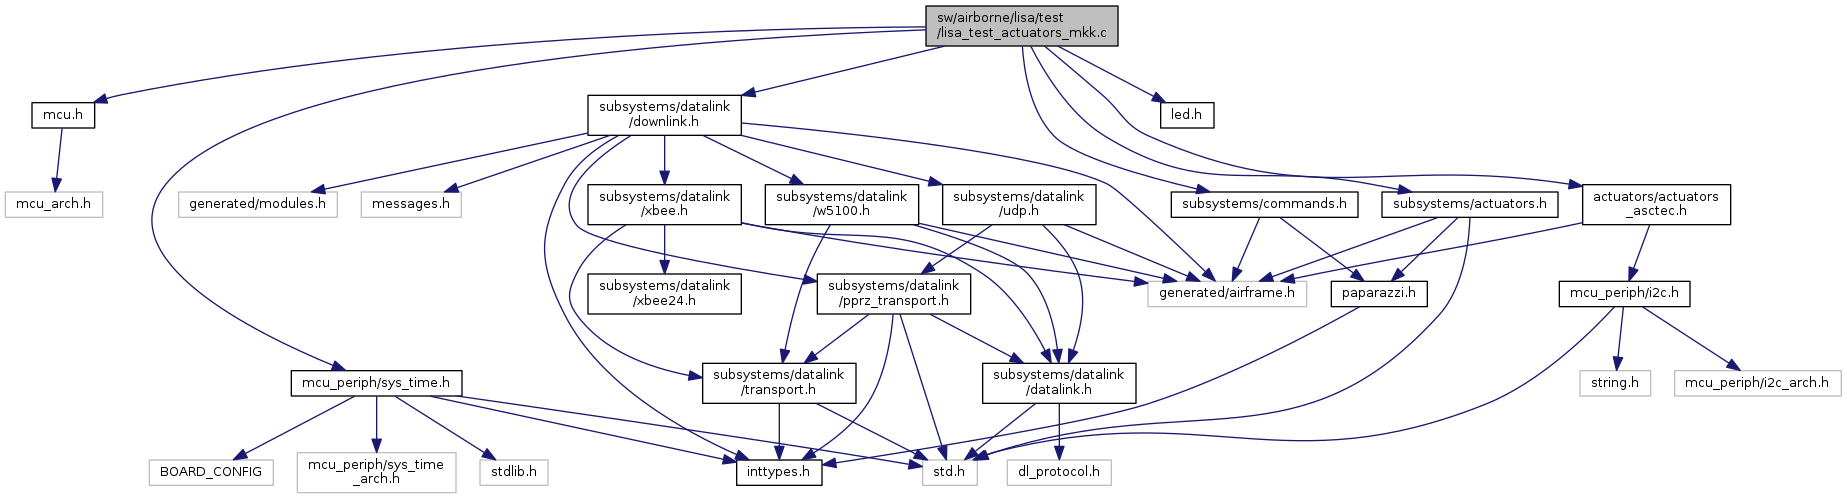 sw/airborne/lisa/test
/lisa_test_actuators_mkk.c
mcu.h
subsystems/datalink
/downlink.h
led.h
mcu_arch.h
generated/modules.h
messages.h
subsystems/datalink
/xbee.h
subsystems/datalink
/w5100.h
subsystems/datalink
/udp.h
subsystems/commands.h
subsystems/actuators.h
actuators/actuators
_asctec.h
subsystems/datalink
/xbee24.h
subsystems/datalink
/pprz_transport.h
generated/airframe.h
paparazzi.h
mcu_periph/i2c.h
mcu_periph/sys_time.h
subsystems/datalink
/transport.h
subsystems/datalink
/datalink.h
string.h
mcu_periph/i2c_arch.h
BOARD_CONFIG
mcu_periph/sys_time
_arch.h
stdlib.h
inttypes.h
std.h
dl_protocol.h